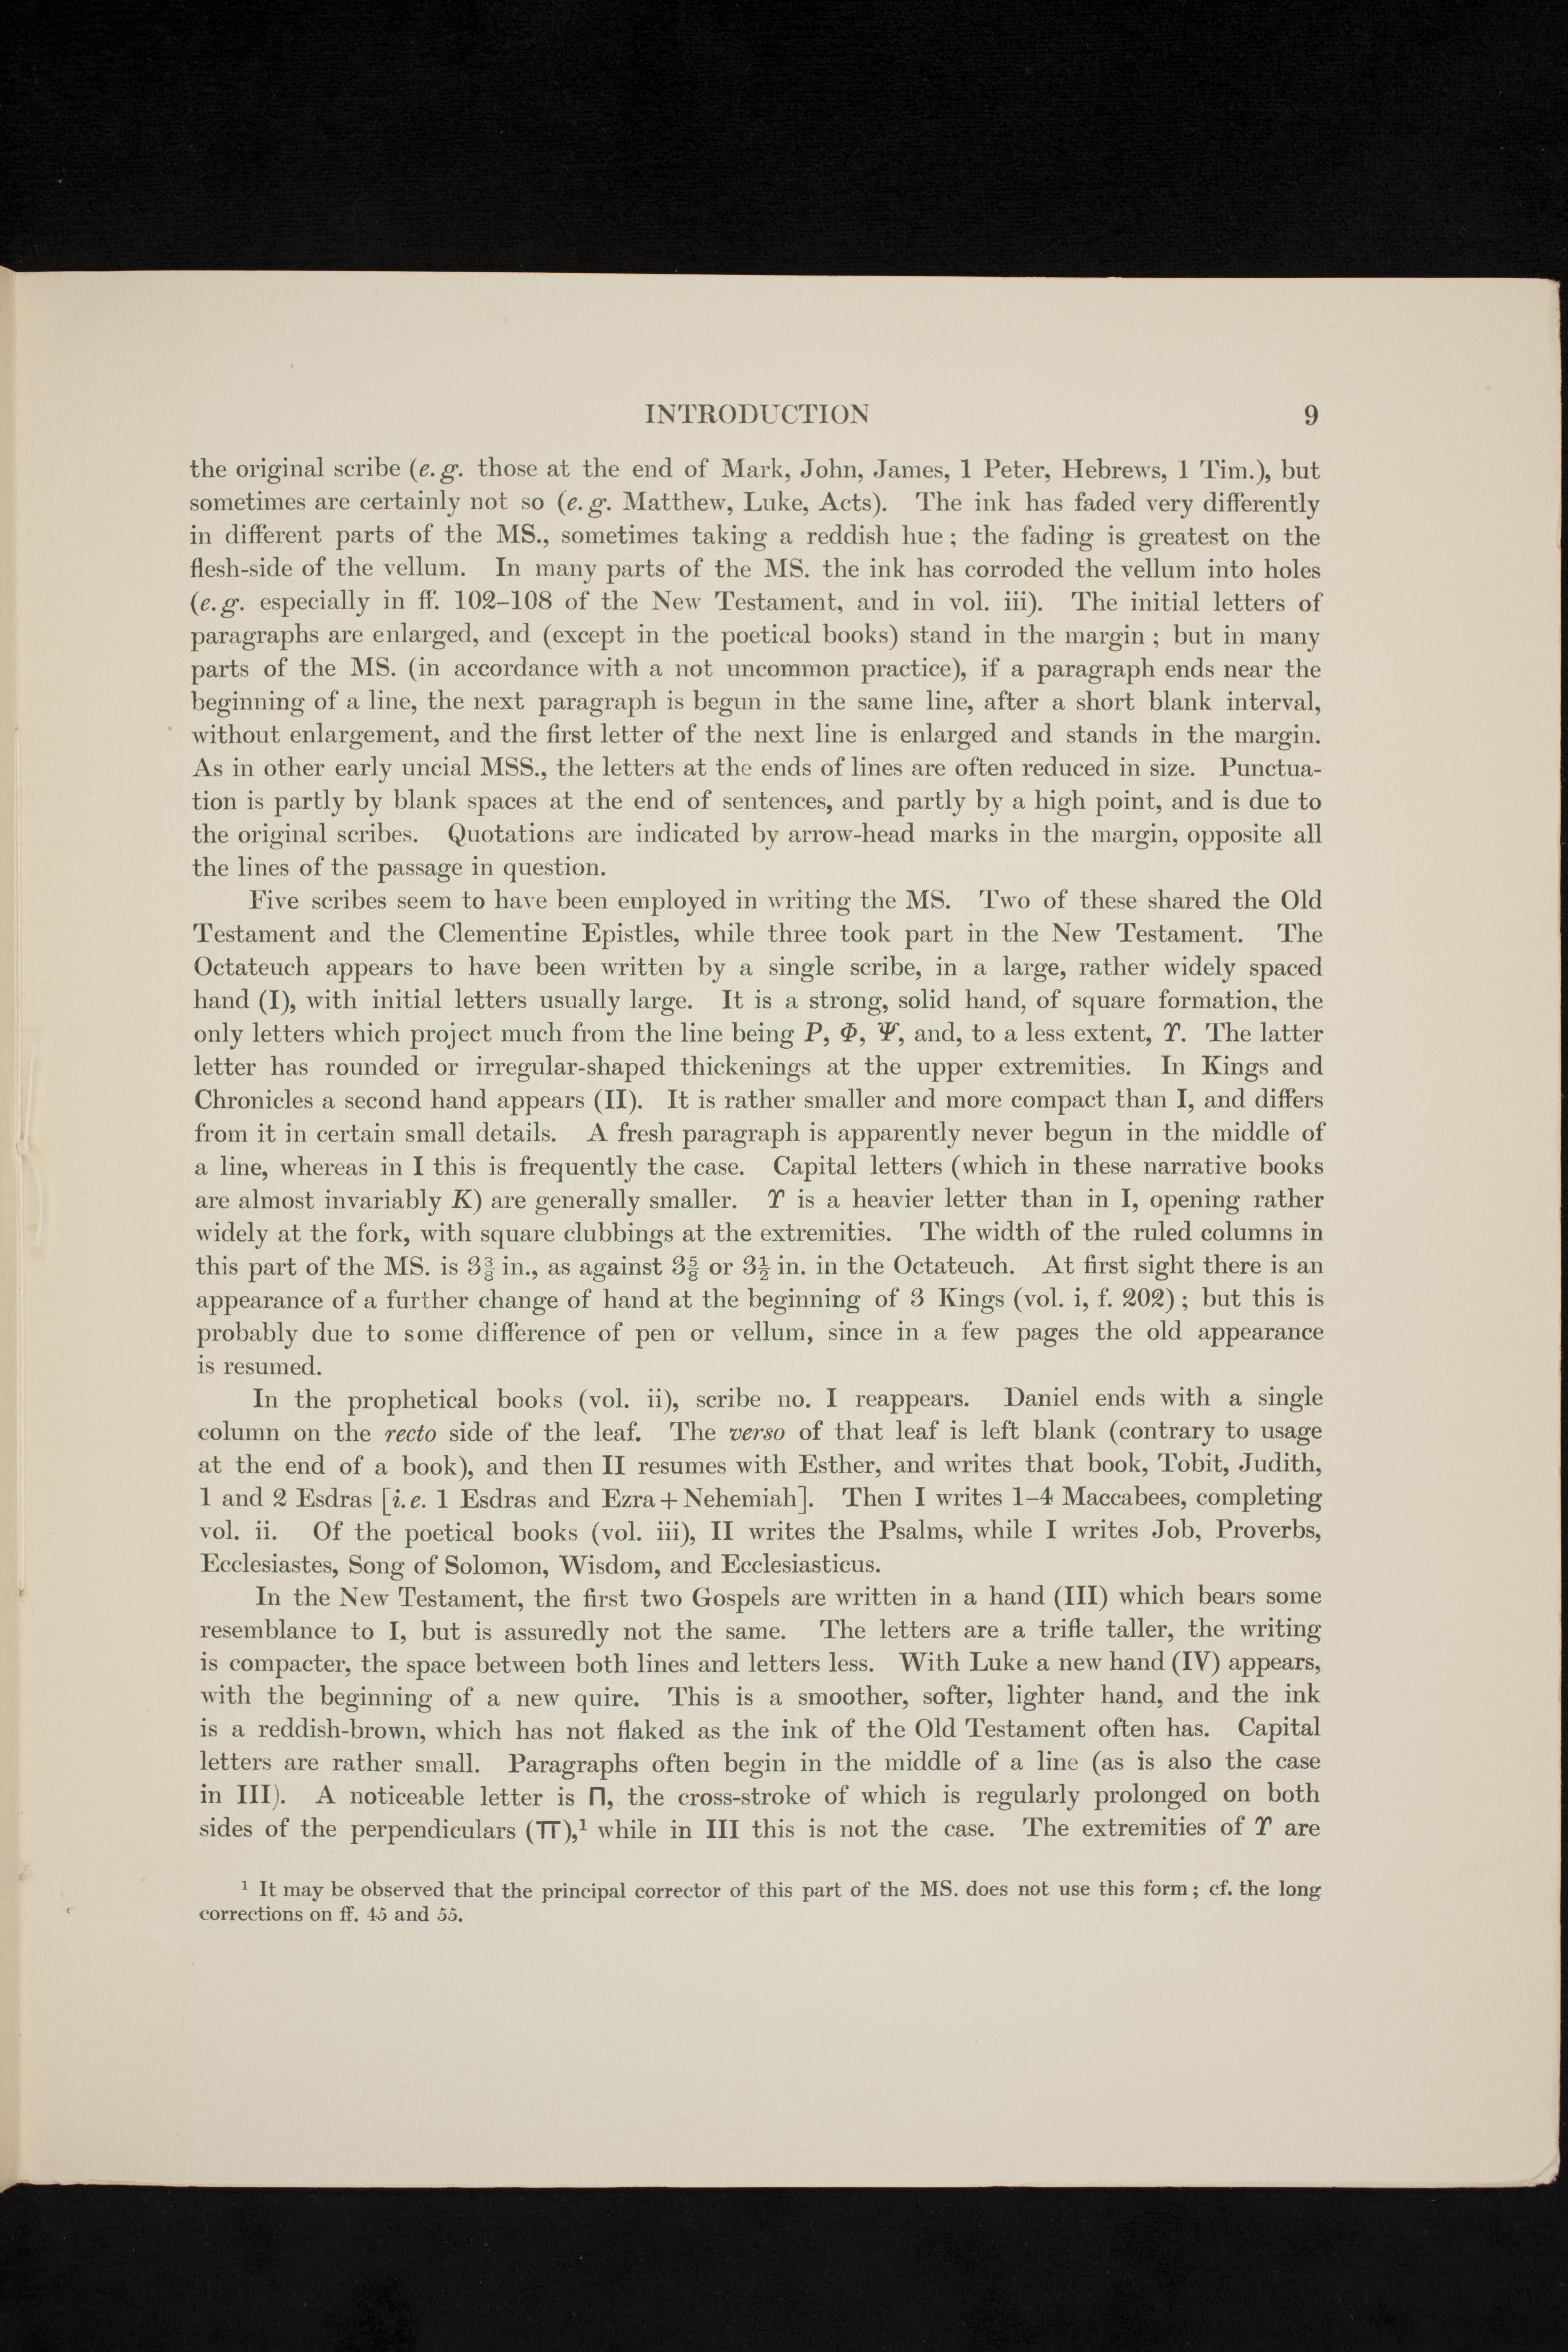 INTRODUCTION 9
the original scribe (e. g. those at the end of Mark, John, James, 1 Peter, Hebrews, 1 Tim.), but
sometimes are certainly not so (e. g. Matthew, Luke, Acts). The ink has faded very differently
in different parts of the MS., sometimes taking a reddish hue; the fading is greatest on the
flesh-side of the vellum. In many parts of the MS. the ink has corroded the vellum into holes
(e. g. especially in ff. 102–108 of the New Testament, and in vol. iii). The initial letters of
paragraphs are enlarged, and (except in the poetical books) stand in the margin; but in many
parts of the MS. (in accordance with a not uncommon practice), if a paragraph ends near the
beginning of a line, the next paragraph is begun in the same line, after a short blank interval,
without enlargement, and the first letter of the next line is enlarged and stands in the margin.
As in other early uncial MSS., the letters at the ends of lines are often reduced in size. Punctua-
tion is partly by blank spaces at the end of sentences, and partly by a high point, and is due to
the original scribes. Quotations are indicated by arrow-head marks in the margin, opposite all
the lines of the passage in question.
Five scribes seem to have been employed in writing the MS. Two of these shared the Old
Testament and the Clementine Epistles, while three took part in the New Testament. The
Octateuch appears to have been written by a single scribe, in a large, rather widely spaced
hand (I), with initial letters usually large. It is a strong, solid hand, of square formation, the
only letters which project much from the line being P, Φ, Ψ, and, to a less extent, ϒ. The latter
letter has rounded or irregular-shaped thickenings at the upper extremities. In Kings and
Chronicles a second hand appears (II). It is rather smaller and more compact than I, and differs
from it in certain small details. A fresh paragraph is apparently never begun in the middle of
a line, whereas in I this is frequently the case. Capital letters (which in these narrative books
are almost invariably K) are generally smaller. ϒ is a heavier letter than in I, opening rather
widely at the fork, with square clubbings at the extremities. The width of the ruled columns in
this part of the MS. is 3⅜ in., as against 3⅝ or 3½ in. in the Octateuch. At first sight there is an
appearance of a further change of hand at the beginning of 3 Kings (vol. i, f. 202); but this is
probably due to some difference of pen or vellum, since in a few pages the old appearance
is resumed.
In the prophetical books (vol. ii), scribe no. I reappears. Daniel ends with a single
column on the recto side of the leaf. The verso of that leaf is left blank (contrary to usage
at the end of a book), and then II resumes with Esther, and writes that book, Tobit, Judith,
1 and 2 Esdras [i. e. 1 Esdras and Ezra + Nehemiah]. Then I writes 1–4 Maccabees, completing
vol. ii. Of the poetical books (vol. iii), II writes the Psalms, while I writes Job, Proverbs,
Ecclesiastes, Song of Solomon, Wisdom, and Ecclesiasticus.
In the New Testament, the first two Gospels are written in a hand (III) which bears some
resemblance to I, but is assuredly not the same. The letters are a trifle taller, the writing
is compacter, the space between both lines and letters less. With Luke a new hand (IV) appears,
with the beginning of a new quire. This is a smoother, softer, lighter hand, and the ink
is a reddish-brown, which has not flaked as the ink of the Old Testament often has. Capital
letters are rather small. Paragraphs often begin in the middle of a line (as is also the case
in III). A noticeable letter is Π, the cross-stroke of which is regularly prolonged on both
sides of the perpendiculars (π),¹ while in III this is not the case. The extremities of ϒ are
¹ It may be observed that the principal corrector of this part of the MS. does not use this form; cf. the long
corrections on ff. 45 and 55.